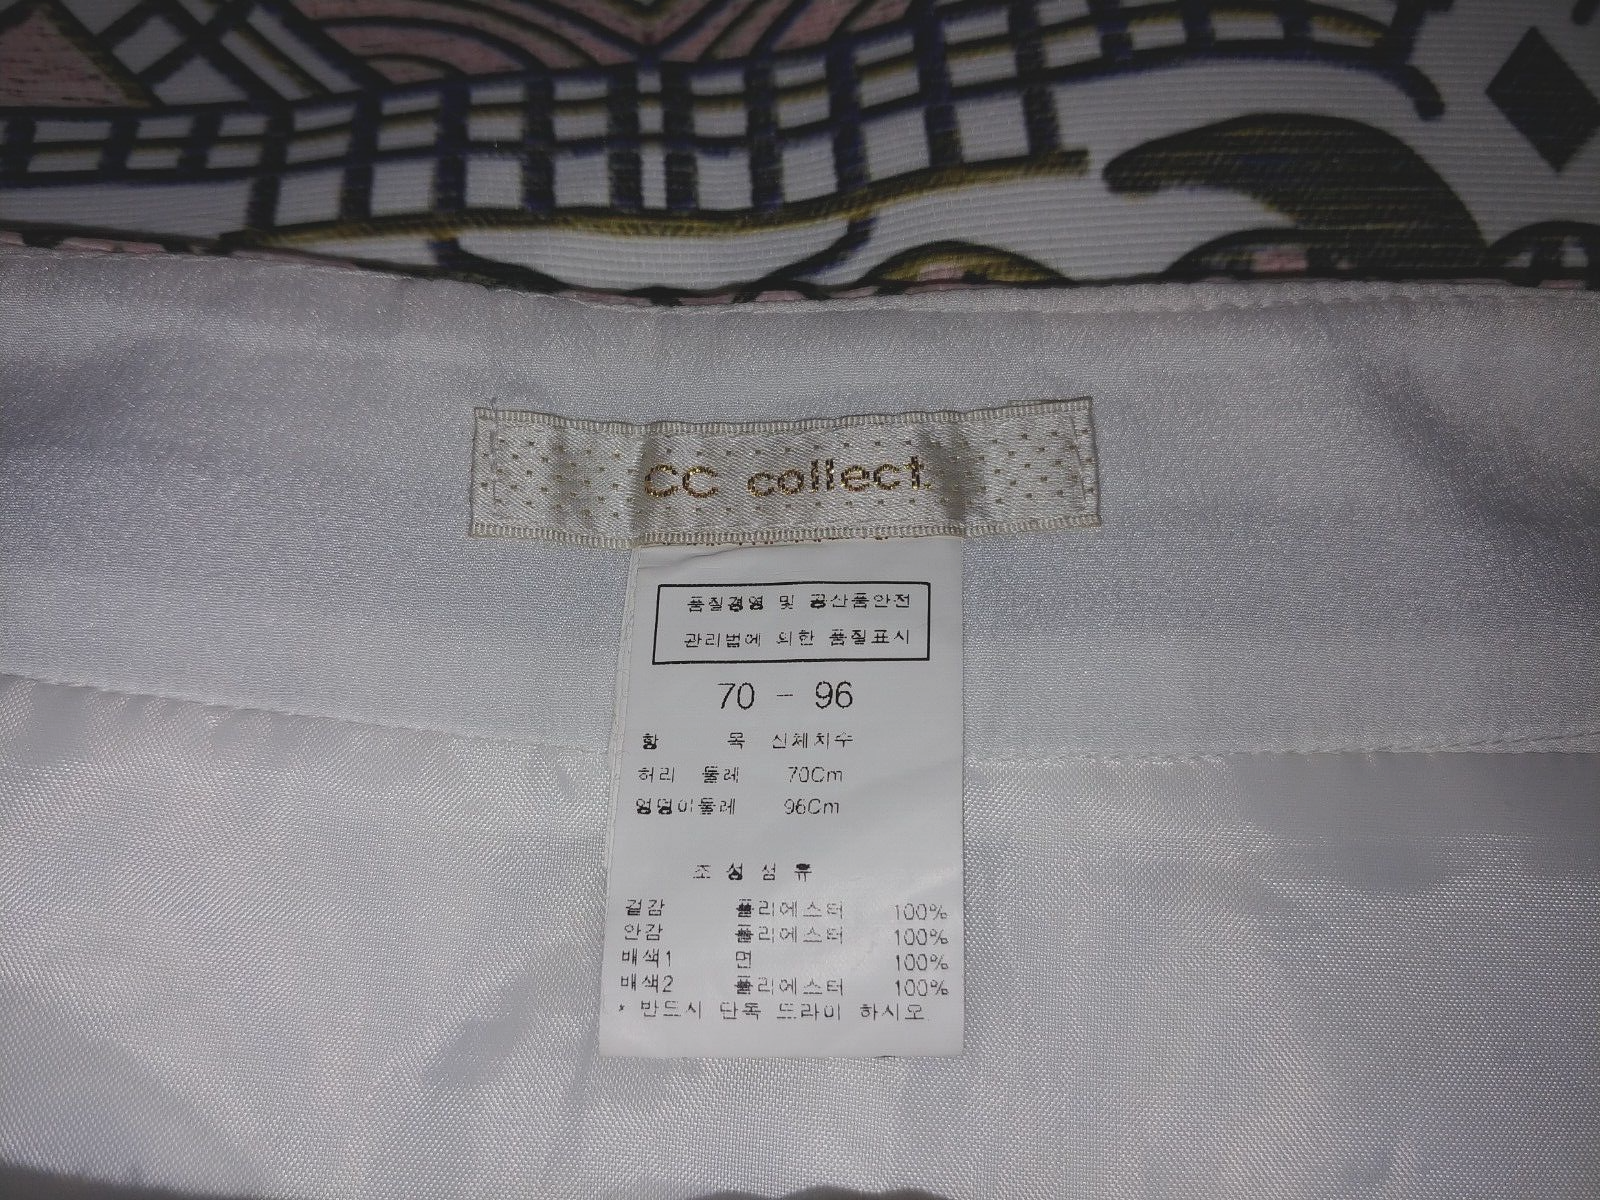 CC collect
품질경영 및 공산품안전
관리법에 의한 품질표시
70 - 96
항 목 신체치수
허리 둘레 70Cm
엉덩이둘레 96Cm
조 성 섬 유
겉감 폴리에스터 100%
안감 폴리에스터 100%
배색1 면 100%
배색2 폴리에스터 100%
* 반드시 단독 드라이 하시오